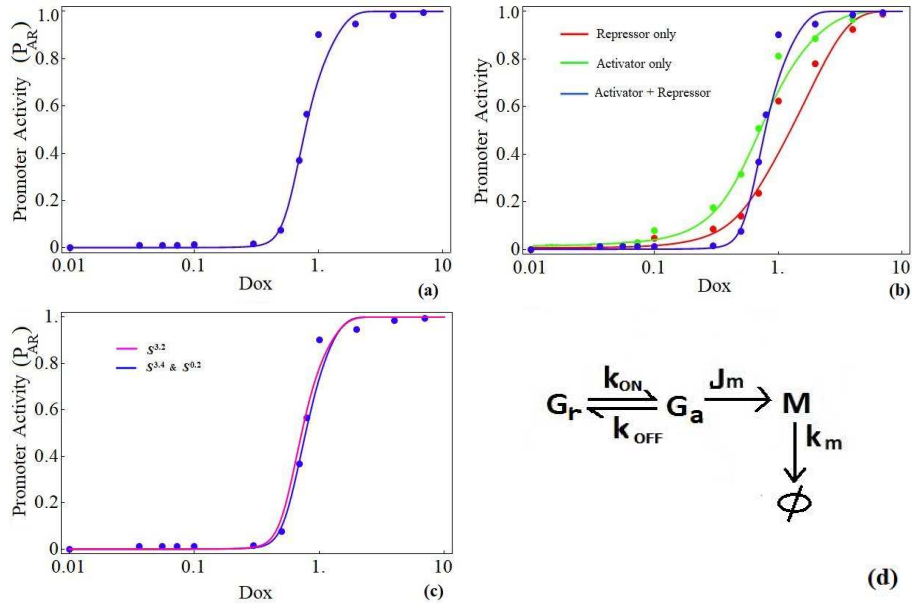 Promoter Activity (P_AR)
1.0
0.8
0.6
0.4
0.2
0
0.01
0.1
1.
10
Dox
(a)
Promoter Activity
1.0
0.8
0.6
0.4
0.2
0
Repressor only
Activator only
Activator + Repressor
0.01
0.1
1.
10
Dox
(b)
Promoter Activity (P_AR)
1.
0.8
0.6
0.4
0.2
0
S^3.2
S^3.4 & S^0.2
0.01
0.1
1.
10
Dox
(c)
G_r k_ON k_OFF G_a J_m M
k_m
ϕ
(d)